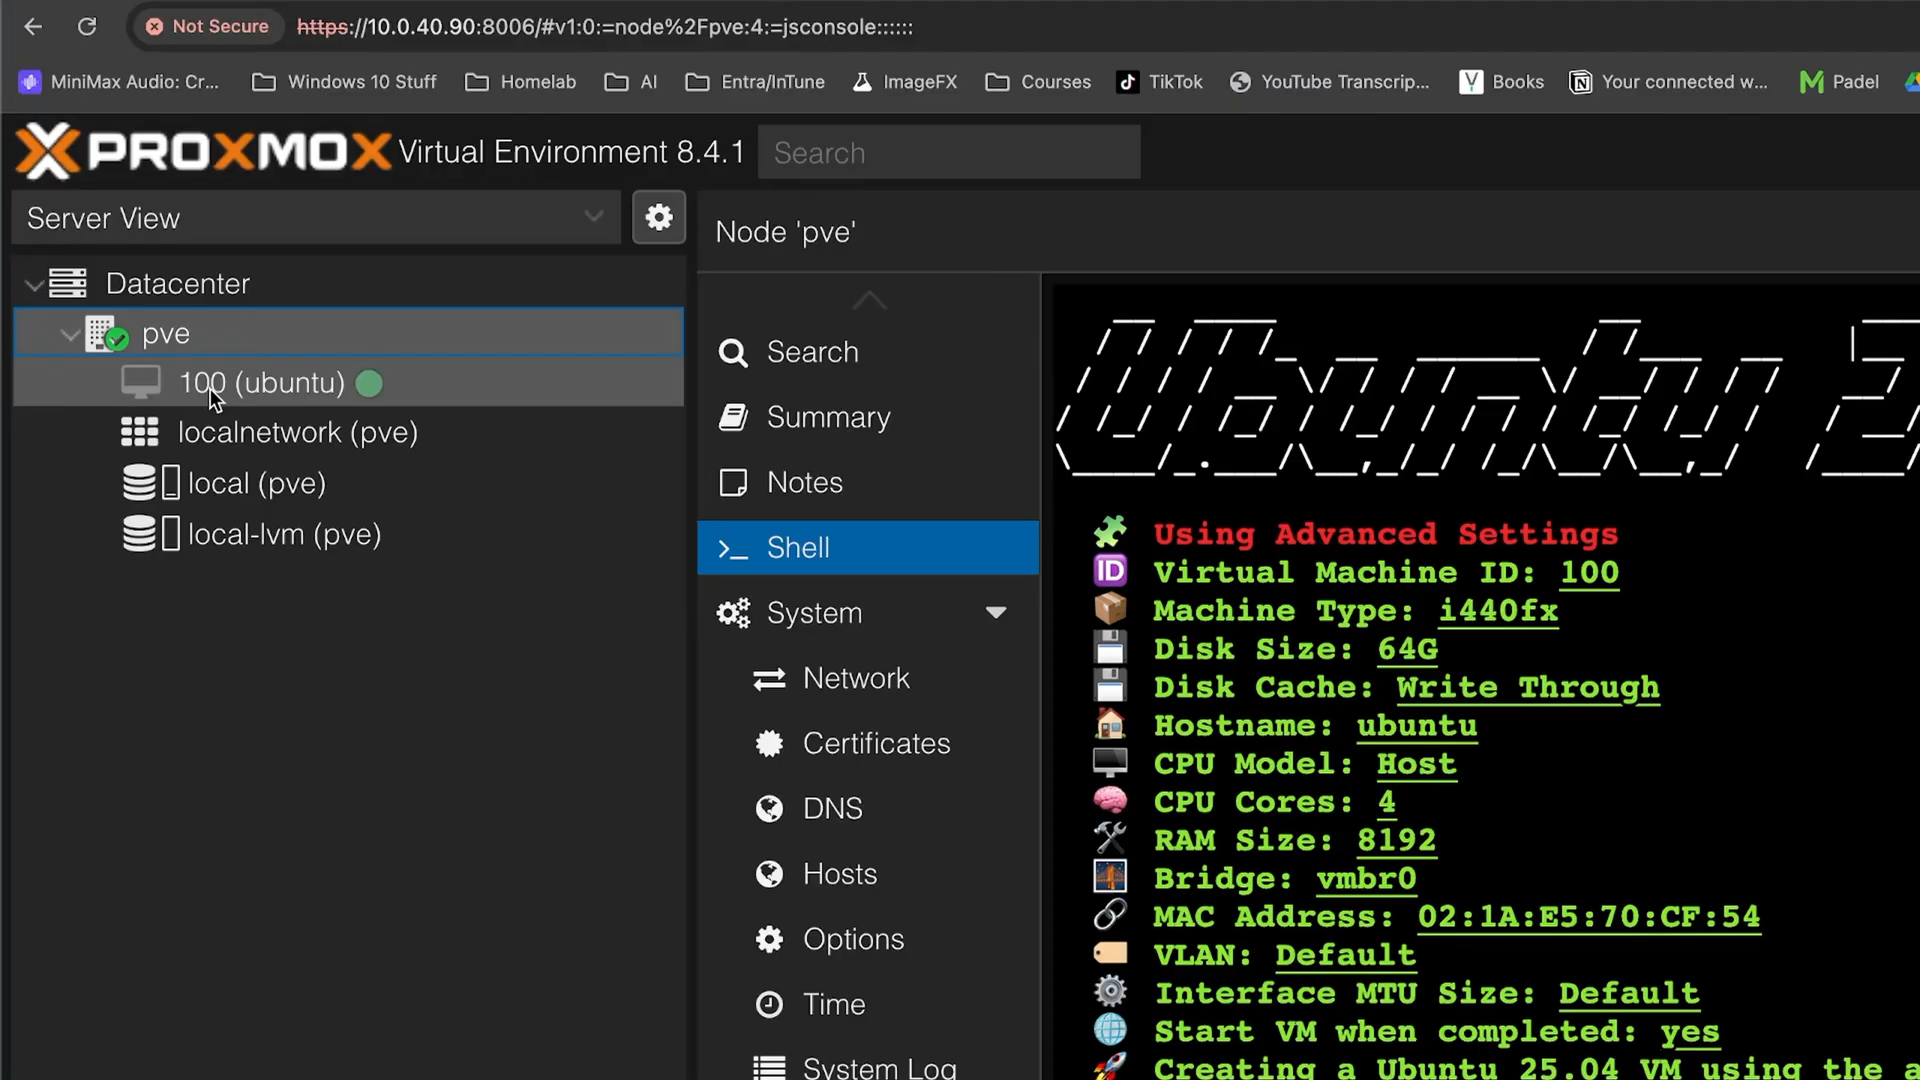 Not Secure https://10.0.40.90:8006/#v1:0:=node%2Fpve:4:=jsconsole::::::
MiniMax Audio: Cr... Windows 10 Stuff Homelab AI Entra/InTune ImageFX Courses TikTok YouTube Transcrip... Books Your connected w... Padel
PROXMOX Virtual Environment 8.4.1 Search
Server View
Node 'pve'
Datacenter
pve
100 (ubuntu)
localnetwork (pve)
local (pve)
local-lvm (pve)
Search
Summary
Notes
Shell
System
Network
Certificates
DNS
Hosts
Options
Time
System Log
Ubuntu 2
Using Advanced Settings
ID Virtual Machine ID: 100
Machine Type: i440fx
Disk Size: 64G
Disk Cache: Write Through
Hostname: ubuntu
CPU Model: Host
CPU Cores: 4
RAM Size: 8192
Bridge: vmbr0
MAC Address: 02:1A:E5:70:CF:54
VLAN: Default
Interface MTU Size: Default
Start VM when completed: yes
Creating a Ubuntu 25.04 VM using the a